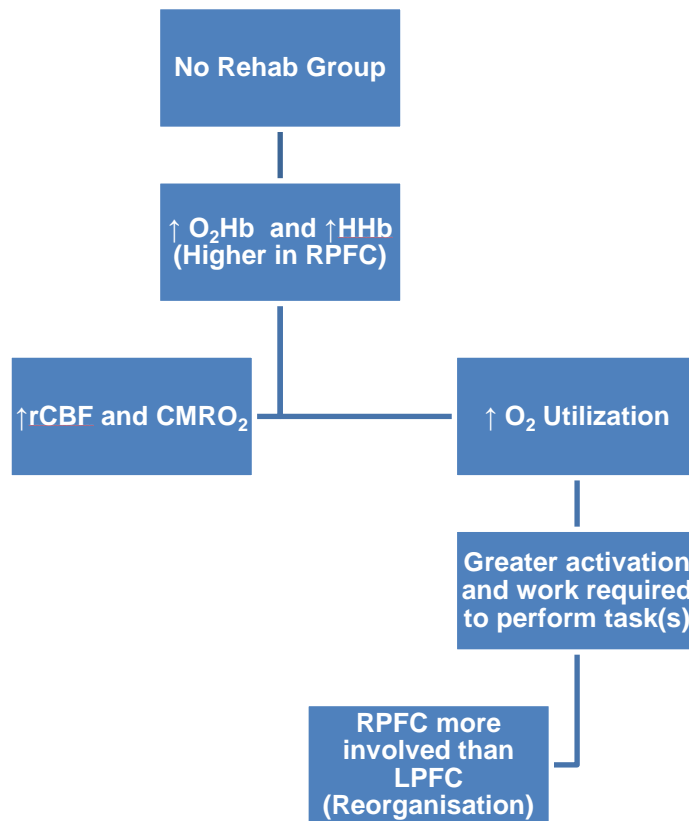 No Rehab Group
↑ O₂Hb and ↑HHb
(Higher in RPFC)
↑rCBF and CMRO₂
↑ O₂ Utilization
Greater activation
and work required
to perform task(s)
RPFC more
involved than
LPFC
(Reorganisation)